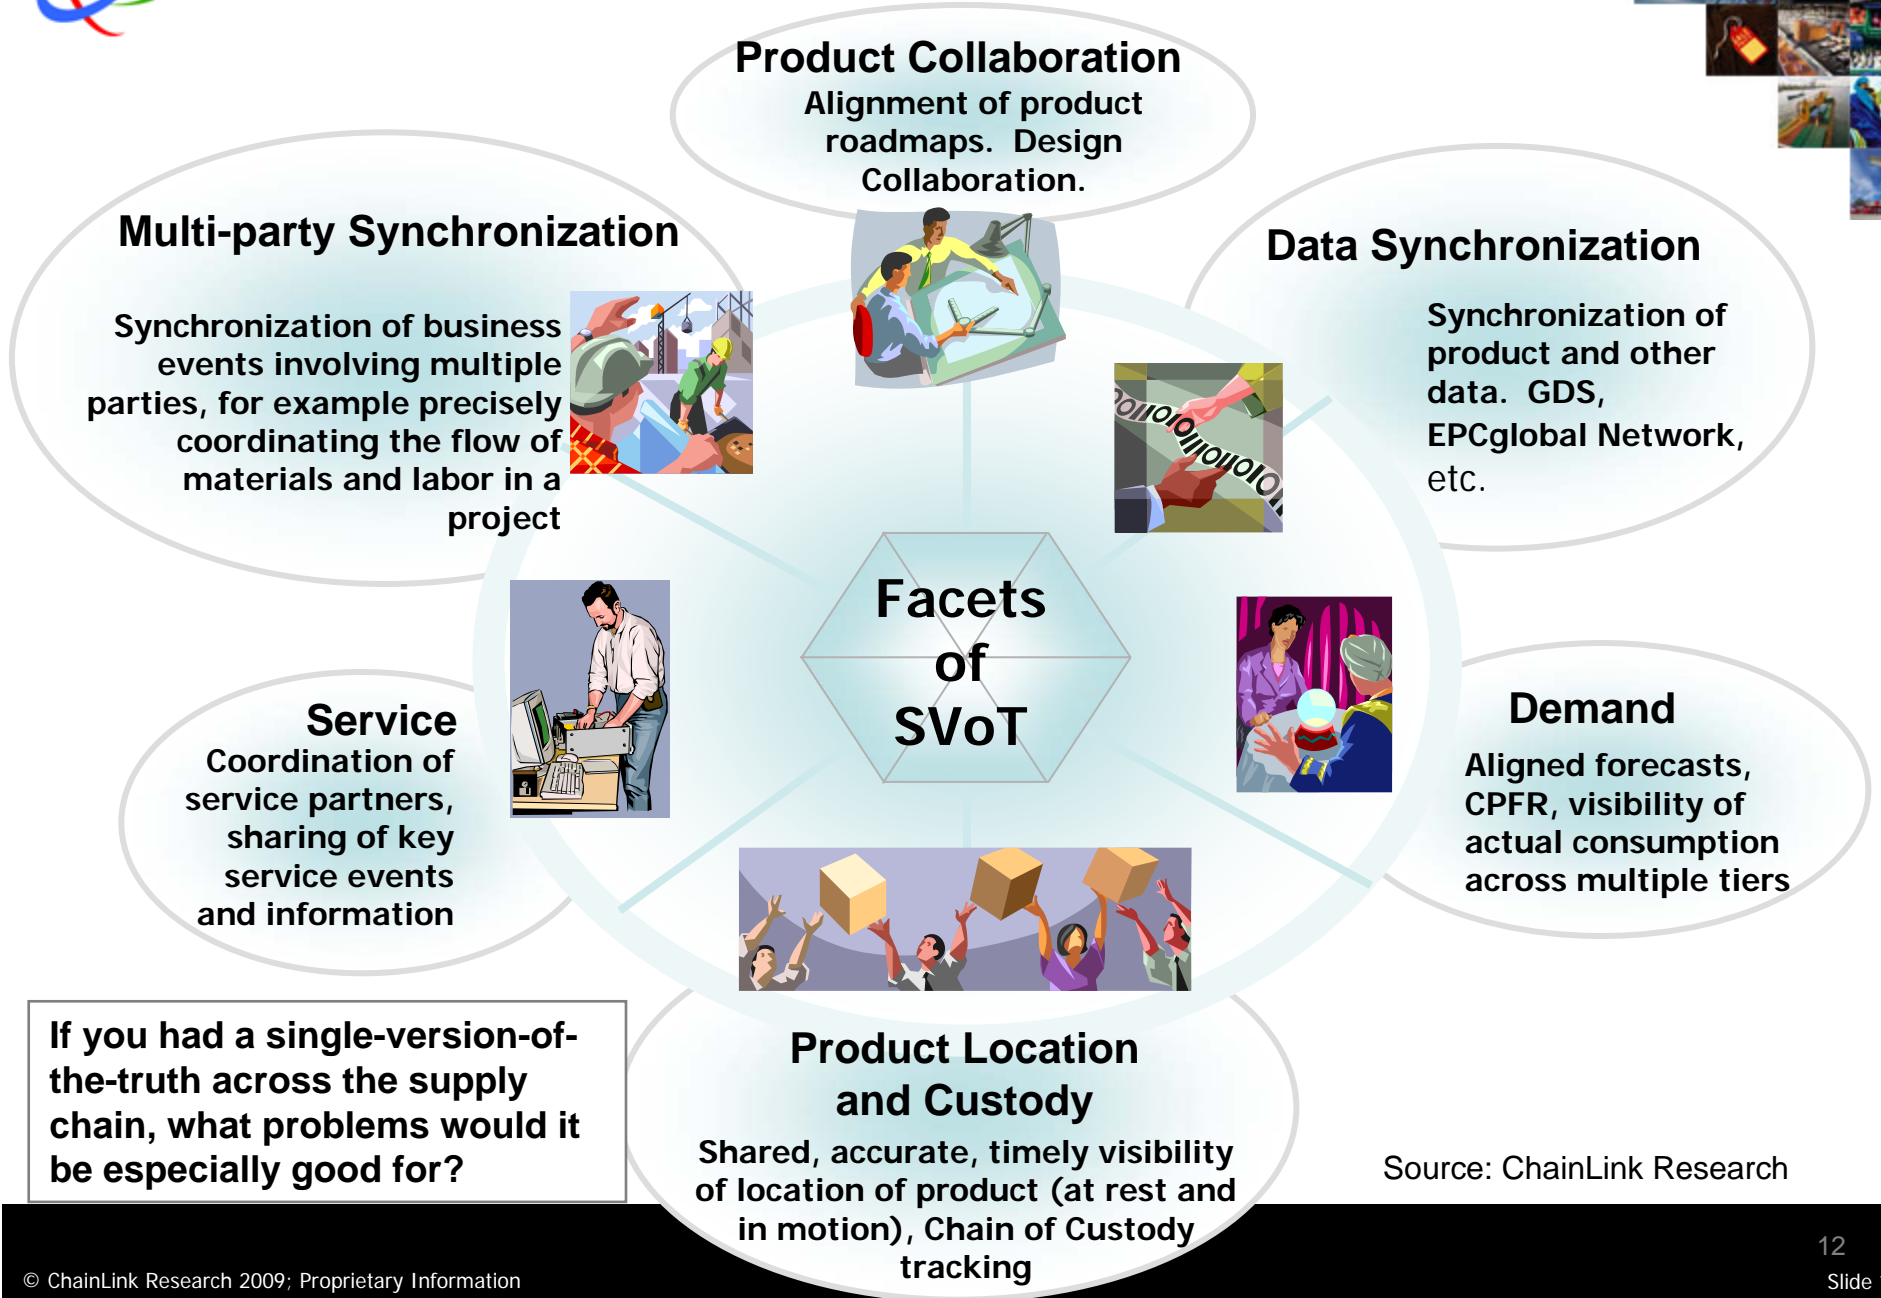 Product Collaboration
Alignment of product
roadmaps. Design
Collaboration.
Multi-party Synchronization
Synchronization of business
events involving multiple
parties, for example precisely
coordinating the flow of
materials and labor in a
project
Data Synchronization
Synchronization of
product and other
data. GDS,
EPCglobal Network,
etc.
Facets
of
SVoT
Service
Coordination of
service partners,
sharing of key
service events
and information
Demand
Aligned forecasts,
CPFR, visibility of
actual consumption
across multiple tiers
Product Location
and Custody
Shared, accurate, timely visibility
of location of product (at rest and
in motion), Chain of Custody
tracking
If you had a single-version-of-
the-truth across the supply
chain, what problems would it
be especially good for?
Source: ChainLink Research
12
© ChainLink Research 2009; Proprietary Information
Slide